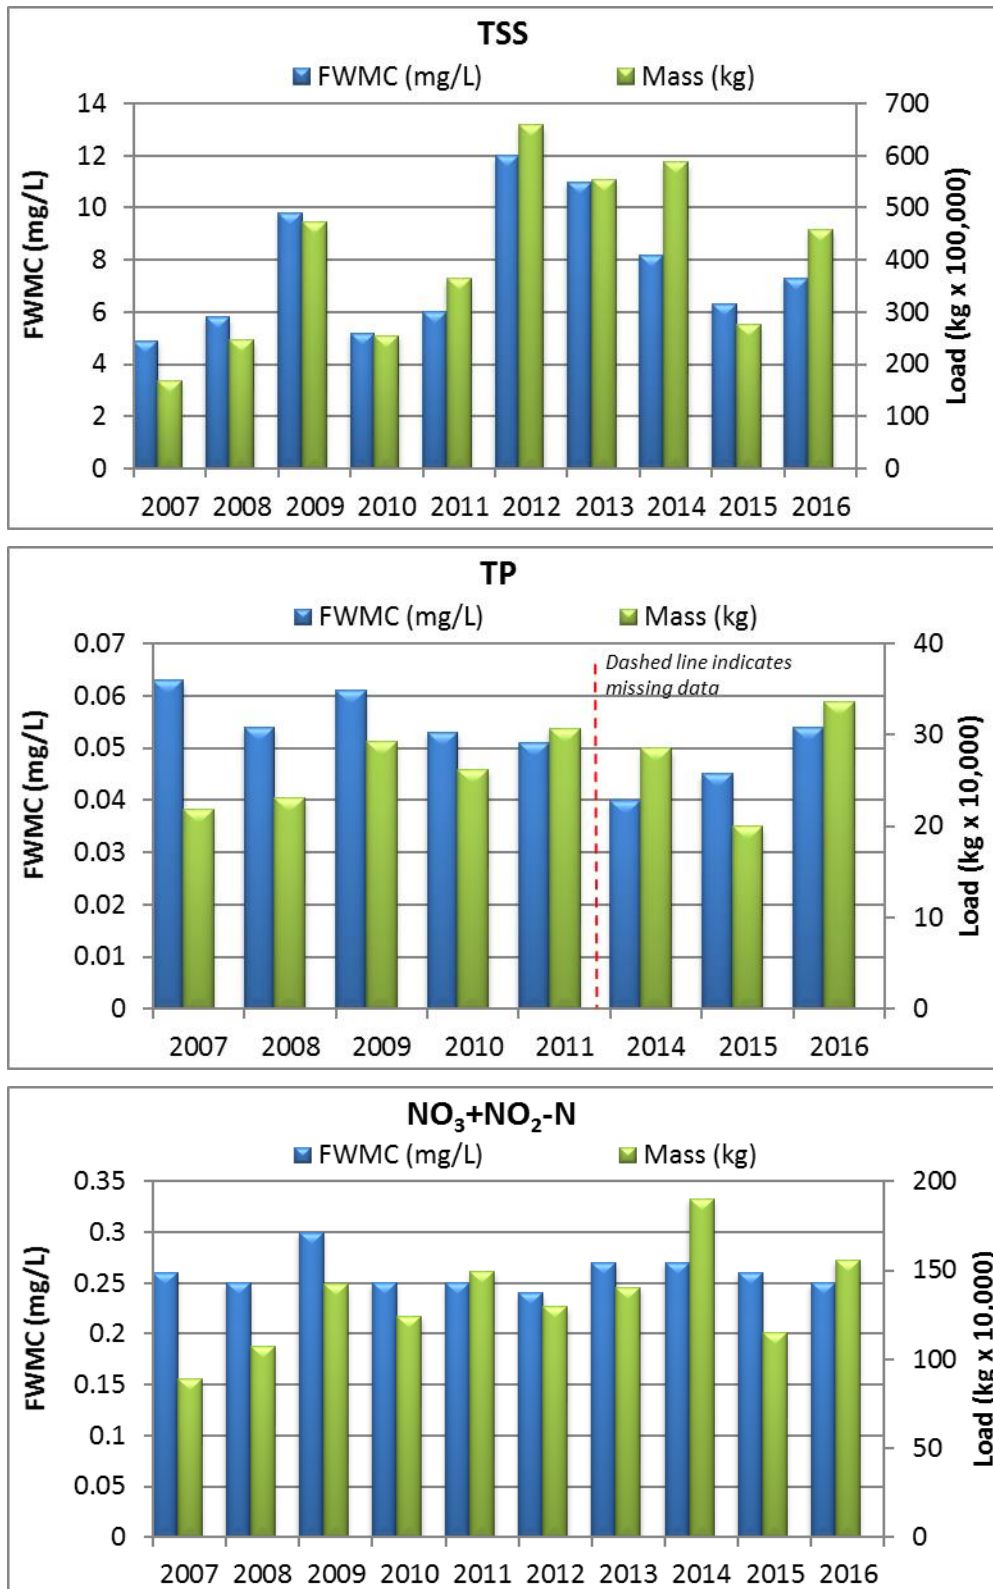 TSS
FWMC (mg/L) Mass (kg)
FWMC (mg/L)
14
12
10
8
6
4
2
0
700
600
500
400
300
200
100
0
Load (kg x 100,000)
2007 2008 2009 2010 2011 2012 2013 2014 2015 2016
TP
FWMC (mg/L) Mass (kg)
FWMC (mg/L)
0.07
0.06
0.05
0.04
0.03
0.02
0.01
0
Dashed line indicates
missing data
40
30
20
10
0
Load (kg x 10,000)
2007 2008 2009 2010 2011 2014 2015 2016
NO₃+NO₂-N
FWMC (mg/L) Mass (kg)
FWMC (mg/L)
0.35
0.3
0.25
0.2
0.15
0.1
0.05
0
200
150
100
50
0
Load (kg x 10,000)
2007 2008 2009 2010 2011 2012 2013 2014 2015 2016